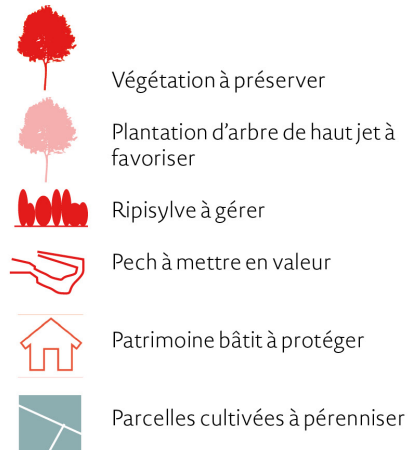 Végétation à préserver
Plantation d'arbre de haut jet à
favoriser
Ripisylve à gérer
Pech à mettre en valeur
Patrimoine bâtit à protéger
Parcelles cultivées à pérenniser